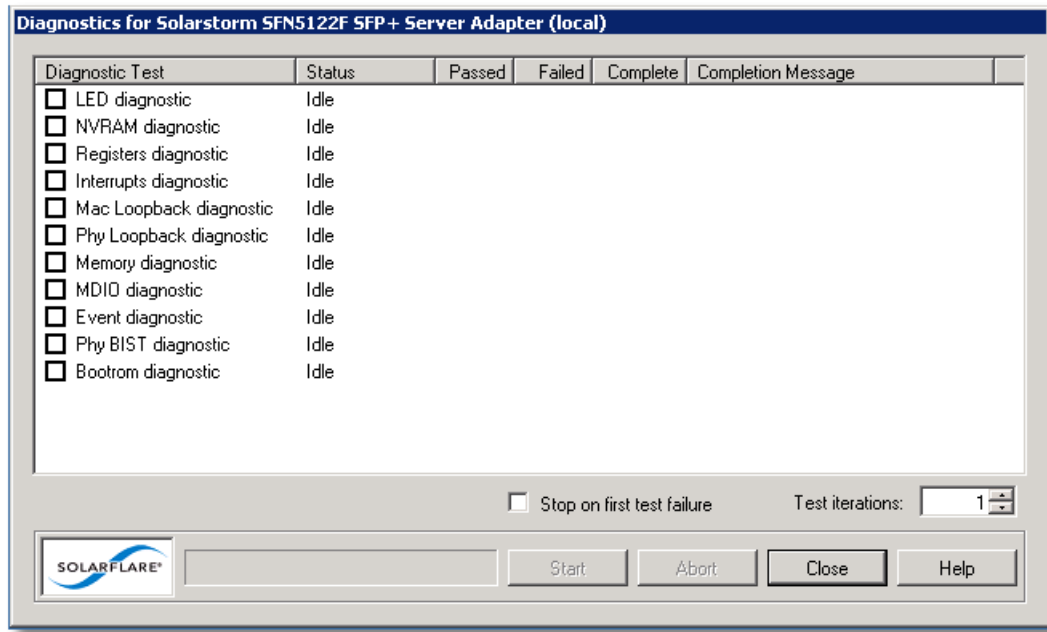 Diagnostics for Solarstorm SFN5122F SFP+ Server Adapter (local)
Diagnostic Test Status Passed Failed Complete Completion Message
LED diagnostic Idle
NVRAM diagnostic Idle
Registers diagnostic Idle
Interrupts diagnostic Idle
Mac Loopback diagnostic Idle
Phy Loopback diagnostic Idle
Memory diagnostic Idle
MDIO diagnostic Idle
Event diagnostic Idle
Phy BIST diagnostic Idle
Bootrom diagnostic Idle
Stop on first test failure Test iterations: 1
SOLARFLARE® Start Abort Close Help